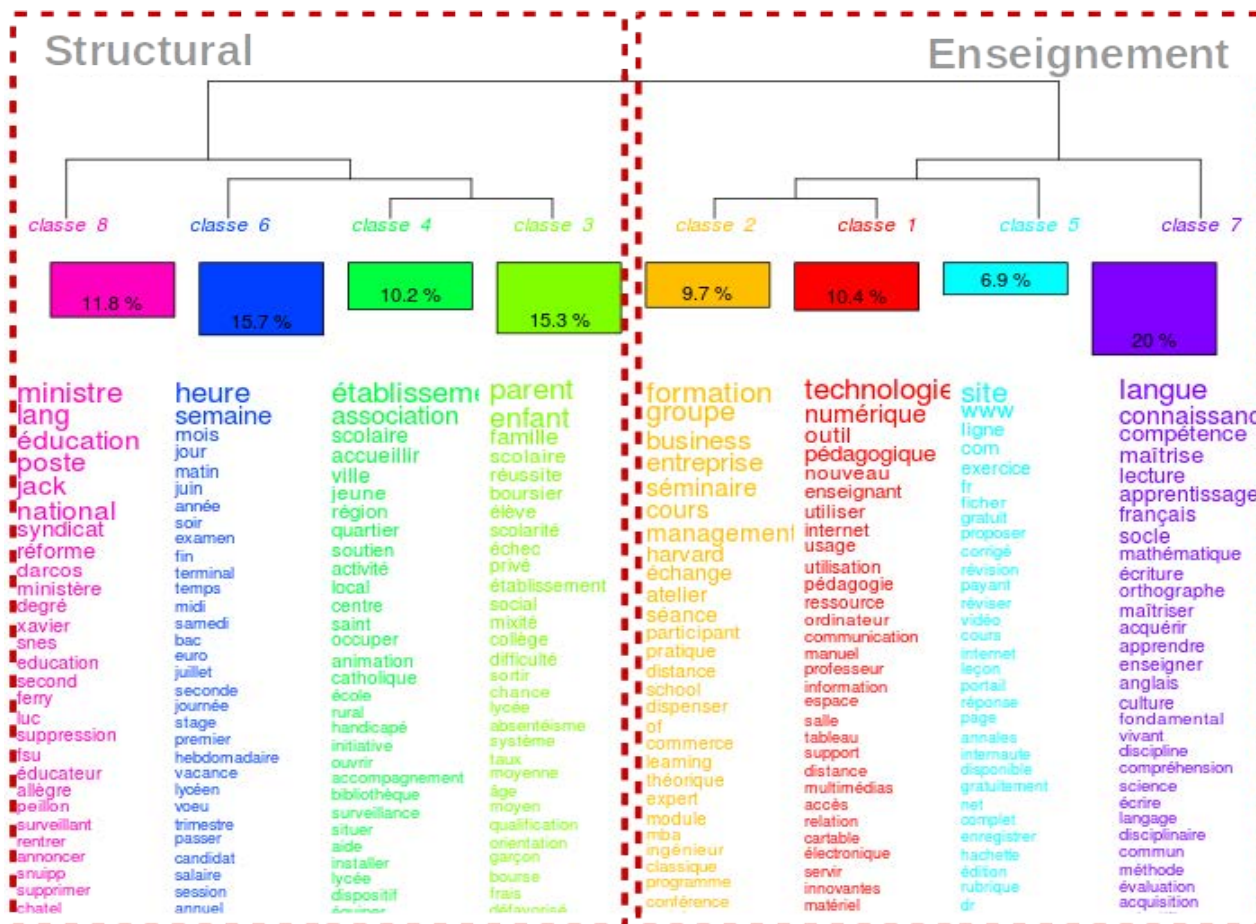 Structural
Enseignement
classe 8
classe 6
classe 4
classe 3
classe 2
classe 1
classe 5
classe 7
11.8 %
15.7 %
10.2 %
15.3 %
9.7 %
10.4 %
6.9 %
20 %
ministre
lang
éducation
poste
jack
national
syndicat
réforme
darcos
ministère
degré
xavier
snes
education
second
ferry
luc
suppression
fsu
éducateur
allègre
peillon
surveillant
rentrer
annoncer
snuipp
supprimer
chatel
heure
semaine
mois
jour
matin
juin
année
soir
examen
fin
terminal
temps
midi
samedi
bac
euro
juillet
seconde
journée
stage
premier
hebdomadaire
vacance
lycéen
voeu
trimestre
passer
candidat
salaire
session
annuel
établisseme
association
scolaire
accueillir
ville
jeune
région
quartier
soutien
activité
local
centre
saint
occuper
animation
catholique
école
rural
handicapé
initiative
ouvrir
accompagnement
bibliothèque
surveillance
situer
aide
installer
lycée
dispositif
équiper
parent
enfant
famille
scolaire
réussite
boursier
élève
scolarité
échec
privé
établissement
social
mixité
collège
difficulté
sortir
chance
lycée
absentéisme
système
taux
moyenne
âge
moyen
qualification
orientation
garçon
bourse
frais
défavorisé
formation
groupe
business
entreprise
séminaire
cours
management
harvard
échange
atelier
séance
participant
pratique
distance
school
dispenser
of
commerce
learning
théorique
expert
module
mba
ingénieur
classique
programme
conférence
technologie
numérique
outil
pédagogique
nouveau
enseignant
utiliser
internet
usage
utilisation
pédagogie
ressource
ordinateur
communication
manuel
professeur
information
espace
salle
tableau
support
distance
multimédias
accès
relation
cartable
électronique
servir
innovantes
matériel
site
www
ligne
com
exercice
fr
ficher
gratuit
proposer
corrigé
révision
payant
réviser
vidéo
cours
internet
leçon
portail
réponse
page
annales
internaute
disponible
gratuitement
net
complet
enregistrer
hachette
édition
rubrique
dr
langue
connaissanc
compétence
maîtrise
lecture
apprentissage
français
socle
mathématique
écriture
orthographe
maîtriser
acquérir
apprendre
enseigner
anglais
culture
fondamental
vivant
discipline
compréhension
science
écrire
langage
disciplinaire
commun
méthode
évaluation
acquisition